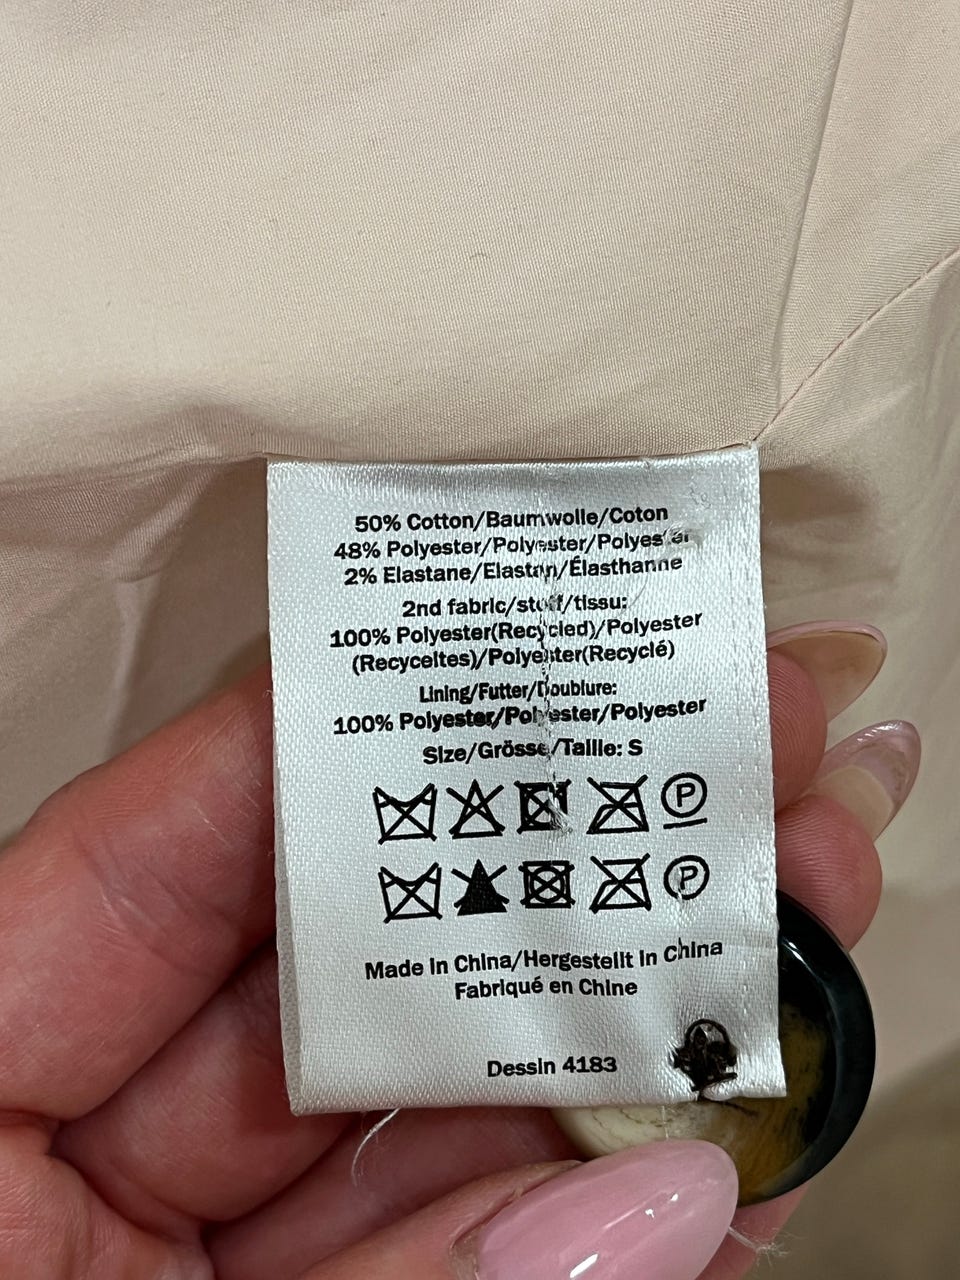 50% Cotton/Baumwolle/Coton
48% Polyester/Polyester/Polyester
2% Elastane/Elastan/Élasthanne
2nd fabric/stoff/tissu:
100% Polyester(Recycled)/Polyester
(Recyceltes)/Polyester(Recyclé)
Lining/Futter/Doublure:
100% Polyester/Polyester/Polyester
Size/Grösse/Taille: S
P
P
Made in China/Hergestellt in China
Fabriqué en Chine
Dessin 4183